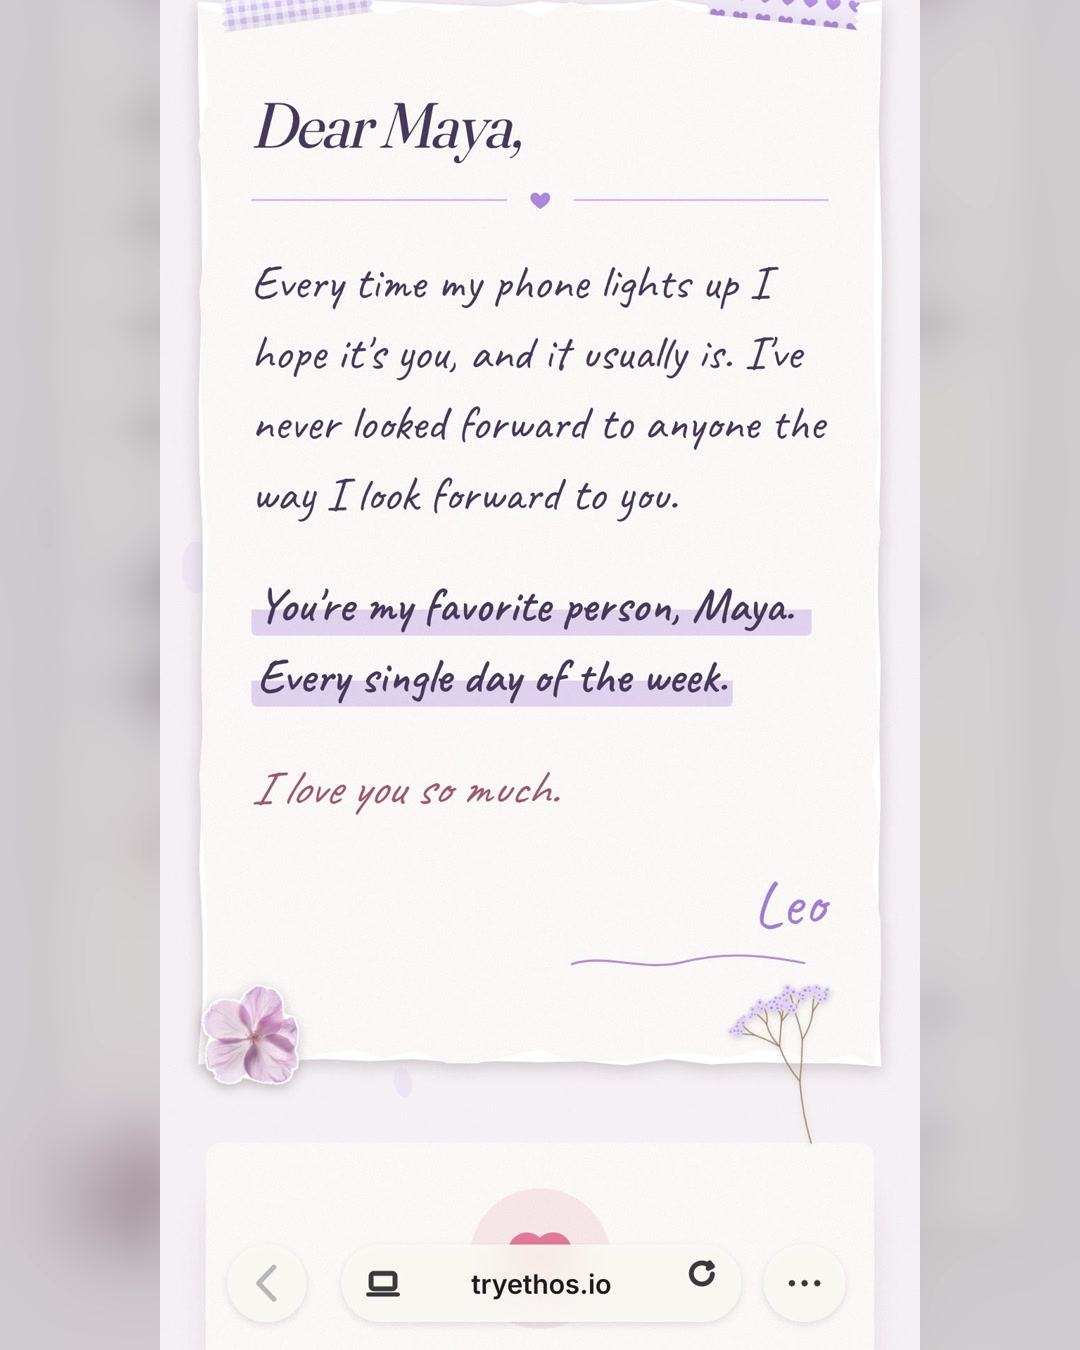 Dear Maya,
Every time my phone lights up I
hope it's you, and it usually is. I've
never looked forward to anyone the
way I look forward to you.
You're my favorite person, Maya.
Every single day of the week.
I love you so much.
Leo
tryethos.io